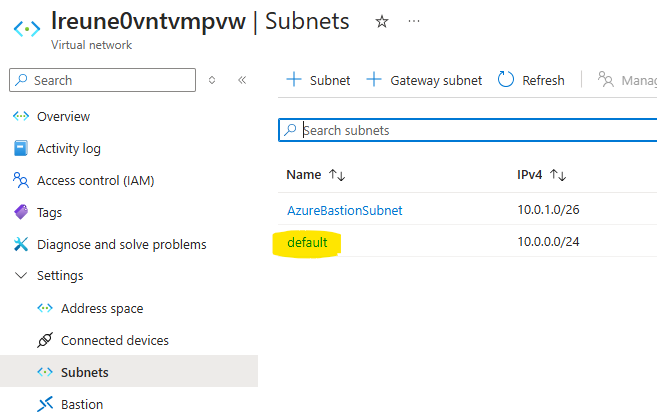 lreune0vntvmpvw | Subnets
Virtual network
Search
Subnet
Gateway subnet
Refresh
Overview
Activity log
Access control (IAM)
Tags
Diagnose and solve problems
Settings
Address space
Connected devices
Subnets
Bastion
Search subnets
Name IPv4
AzureBastionSubnet 10.0.1.0/26
default 10.0.0.0/24